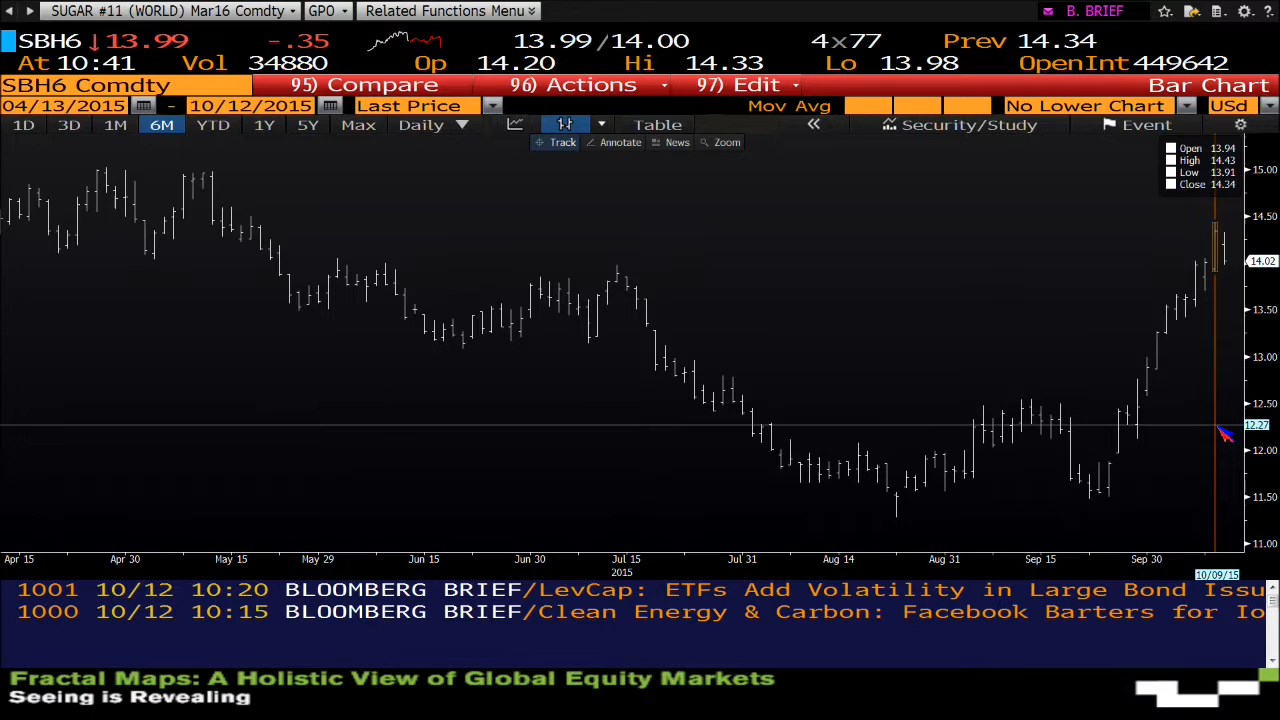 SUGAR #11 (WORLD) Mar16 Comdty GPO Related Functions Menu B. BRIEF
SBH6 13.99 -.35 13.99/14.00 4x77 Prev 14.34
At 10:41 Vol 34880 Op 14.20 Hi 14.33 Lo 13.98 OpenInt 449642
SBH6 Comdty 95) Compare 96) Actions 97) Edit Bar Chart
04/13/2015 - 10/12/2015 Last Price Mov Avg No Lower Chart USd
1D 3D 1M 6M YTD 1Y 5Y Max Daily Table Security/Study Event
Track Annotate News Zoom
Open 13.94
High 14.43
Low 13.91
Close 14.34
15.00
14.50
14.02
13.50
13.00
12.50
12.27
12.00
11.50
11.00
Apr 15 Apr 30 May 15 May 29 Jun 15 Jun 30 Jul 15 Jul 31 Aug 14 Aug 31 Sep 15 Sep 30
2015 10/09/15
1001 10/12 10:20 BLOOMBERG BRIEF/LevCap: ETFs Add Volatility in Large Bond Issu
1000 10/12 10:15 BLOOMBERG BRIEF/Clean Energy & Carbon: Facebook Barters for Io
Fractal Maps: A Holistic View of Global Equity Markets
Seeing is Revealing